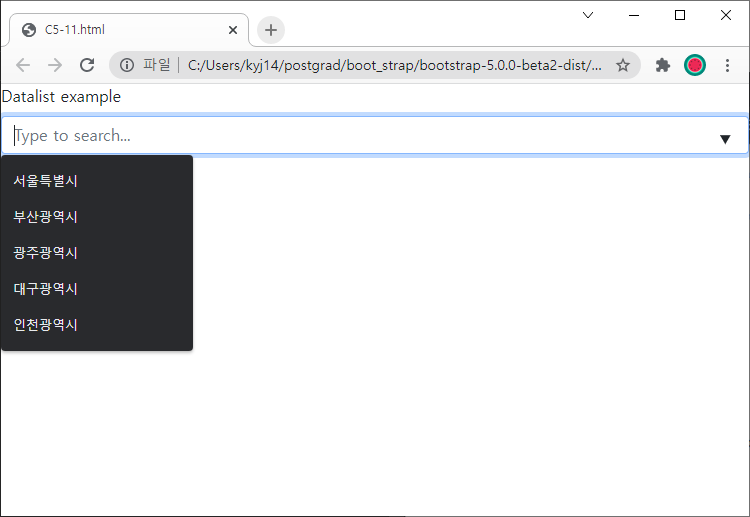 C5-11.html
파일 C:/Users/kyj14/postgrad/boot_strap/bootstrap-5.0.0-beta2-dist/...
Datalist example
Type to search...
서울특별시
부산광역시
광주광역시
대구광역시
인천광역시